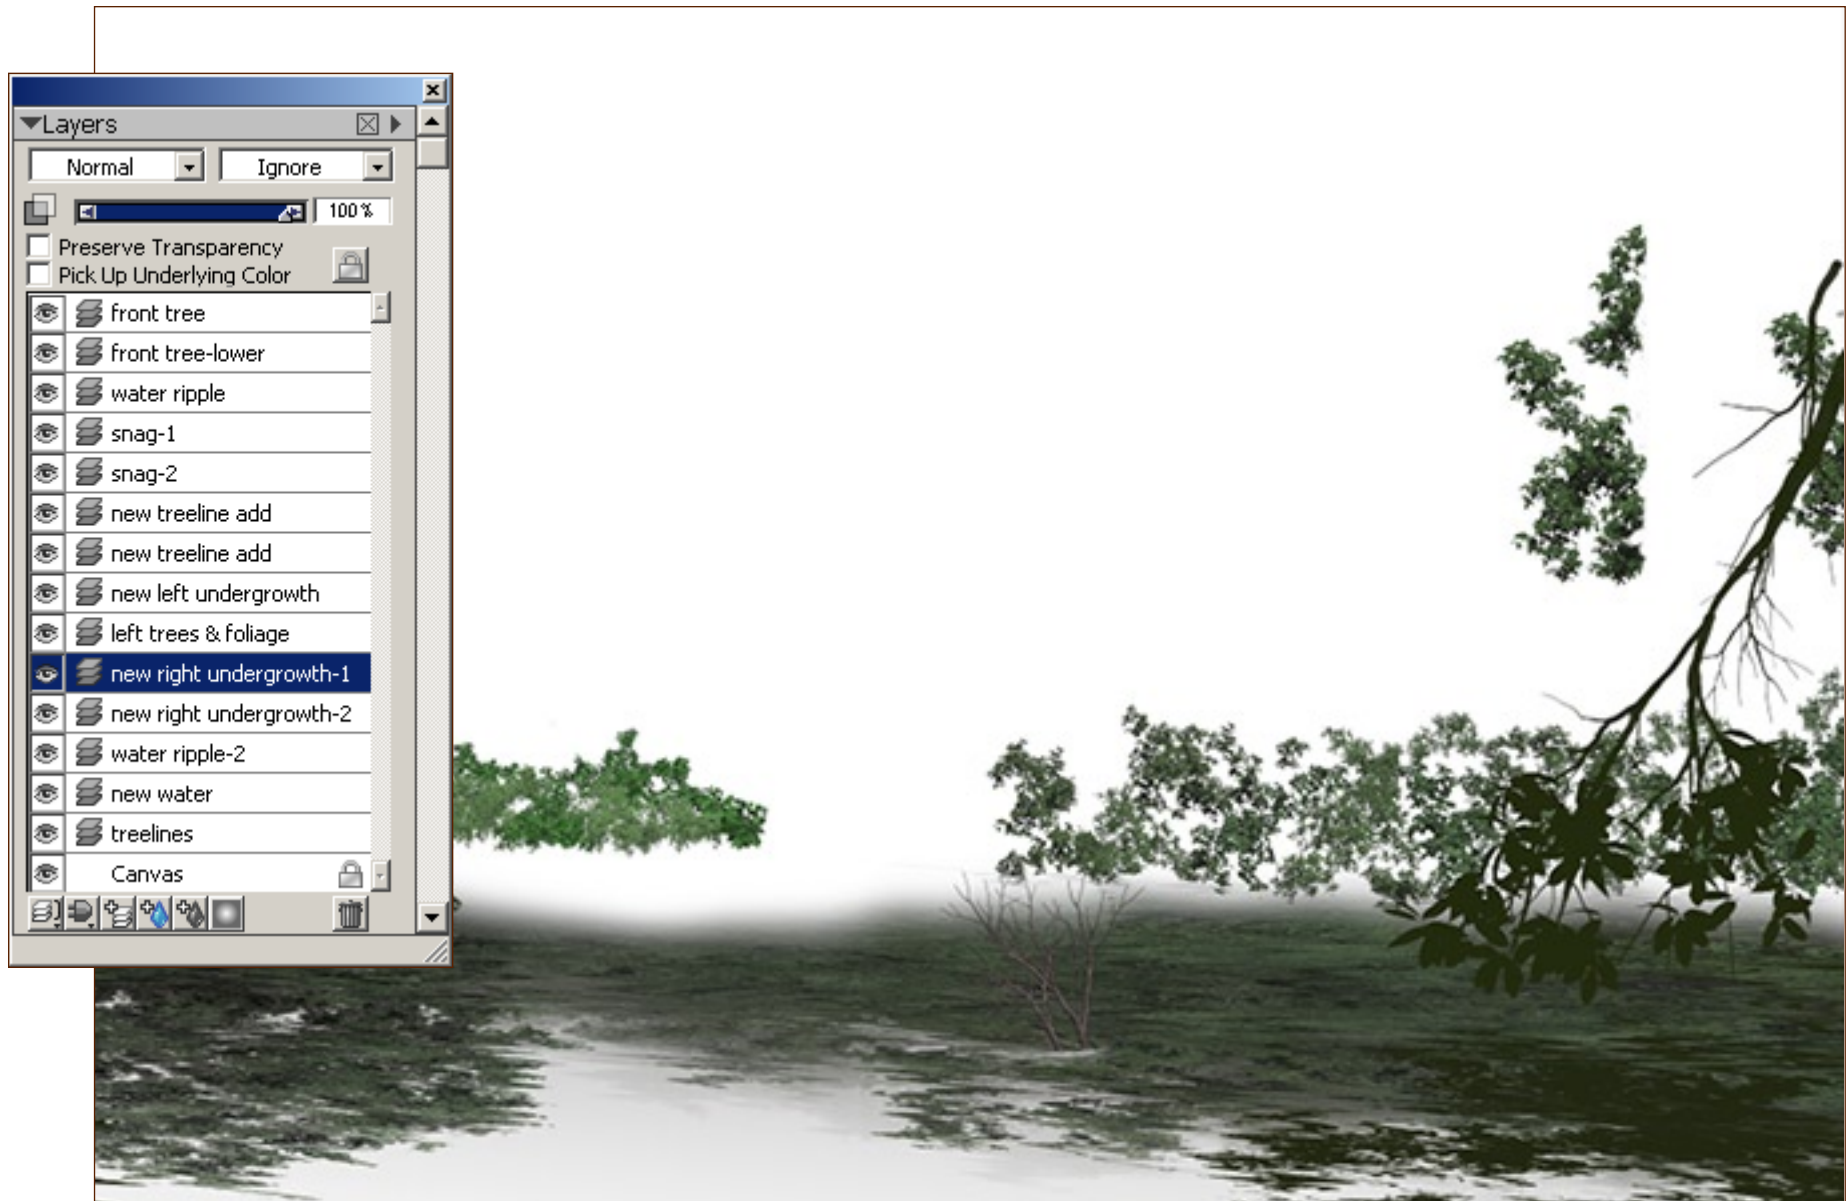 Layers
Normal Ignore
100%
Preserve Transparency
Pick Up Underlying Color
front tree
front tree-lower
water ripple
snag-1
snag-2
new treeline add
new treeline add
new left undergrowth
left trees & foliage
new right undergrowth-1
new right undergrowth-2
water ripple-2
new water
treelines
Canvas